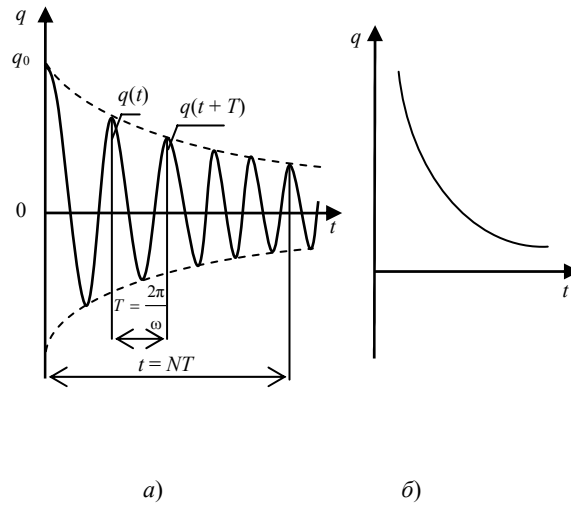 q
q₀
q(t)
q(t + T)
0
t
T = 2π/ω
t = NT
а)
q
t
б)